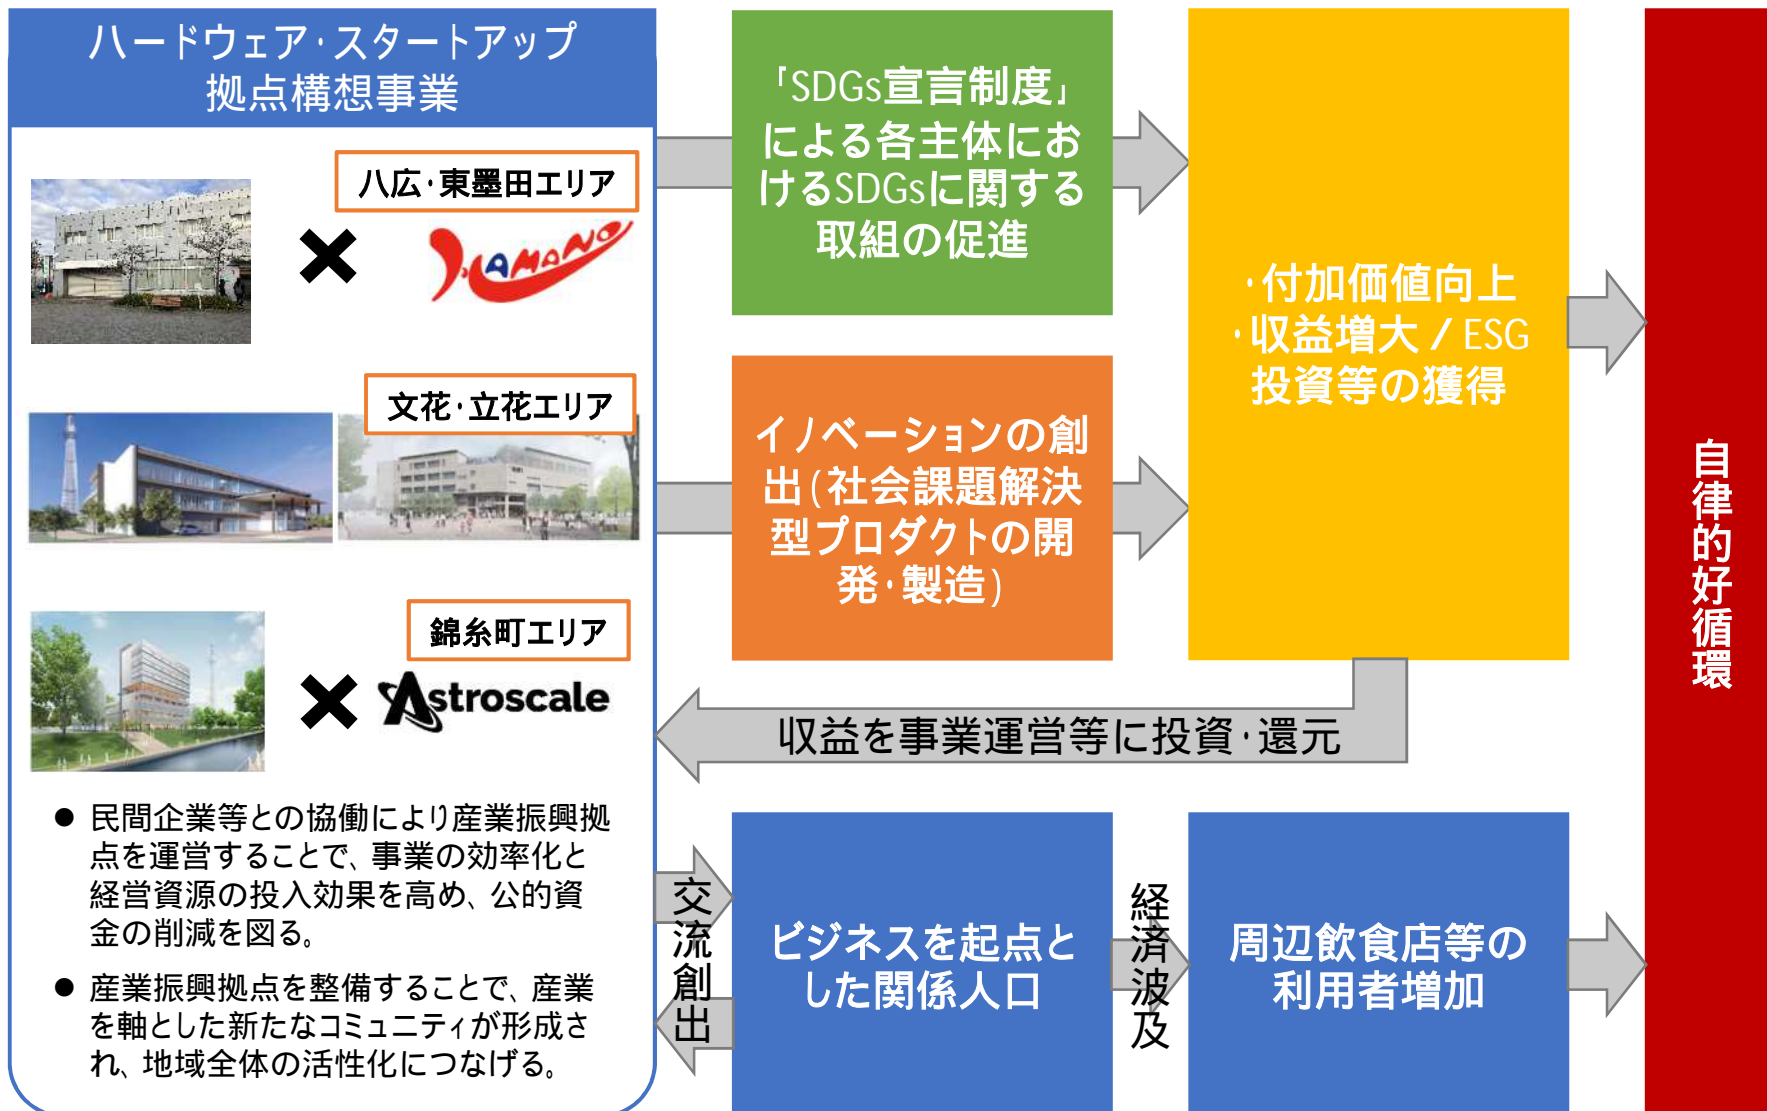 ハードウェア・スタートアップ
拠点構想事業
八広・東墨田エリア
HAMANO
文花・立花エリア
錦糸町エリア
Astroscale
● 民間企業等との協働により産業振興拠
点を運営することで、事業の効率化と
経営資源の投入効果を高め、公的資
金の削減を図る。
● 産業振興拠点を整備することで、産業
を軸とした新たなコミュニティが形成さ
れ、地域全体の活性化につなげる。
「SDGs宣言制度」
による各主体にお
けるSDGsに関する
取組の促進
イノベーションの創
出(社会課題解決
型プロダクトの開
発・製造)
・付加価値向上
・収益増大／ESG
投資等の獲得
収益を事業運営等に投資・還元
交流創出
ビジネスを起点と
した関係人口
経済波及
周辺飲食店等の
利用者増加
自律的好循環